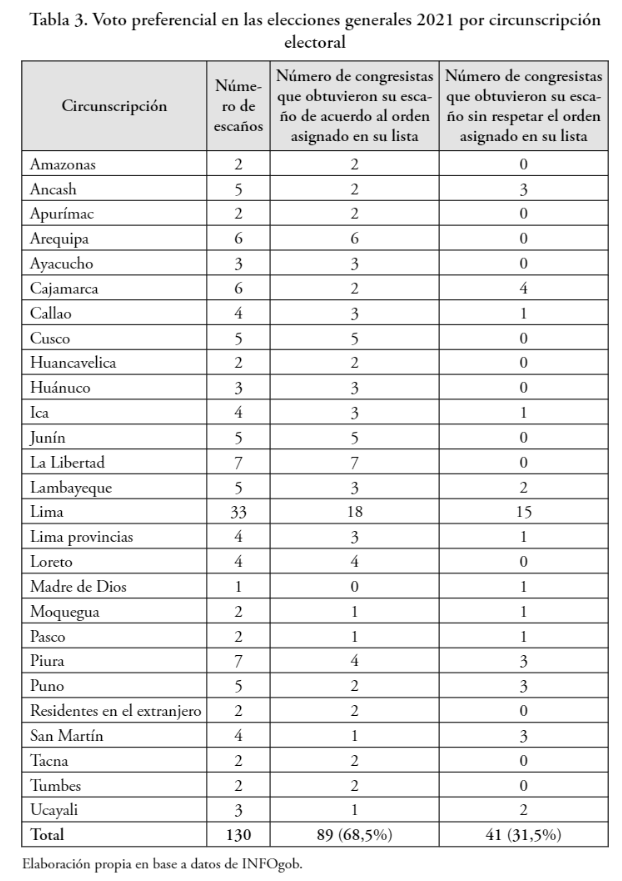 Tabla 3. Voto preferencial en las elecciones generales 2021 por circunscripción
electoral
Circunscripción
Núme-
ro de
escaños
Número de congresistas
que obtuvieron su esca-
ño de acuerdo al orden
asignado en su lista
Número de congresistas
que obtuvieron su esca-
ño sin respetar el orden
asignado en su lista
Amazonas 2 2 0
Ancash 5 2 3
Apurímac 2 2 0
Arequipa 6 6 0
Ayacucho 3 3 0
Cajamarca 6 2 4
Callao 4 3 1
Cusco 5 5 0
Huancavelica 2 2 0
Huánuco 3 3 0
Ica 4 3 1
Junín 5 5 0
La Libertad 7 7 0
Lambayeque 5 3 2
Lima 33 18 15
Lima provincias 4 3 1
Loreto 4 4 0
Madre de Dios 1 0 1
Moquegua 2 1 1
Pasco 2 1 1
Piura 7 4 3
Puno 5 2 3
Residentes en el extranjero 2 2 0
San Martín 4 1 3
Tacna 2 2 0
Tumbes 2 2 0
Ucayali 3 1 2
Total 130 89 (68,5%) 41 (31,5%)
Elaboración propia en base a datos de INFOgob.